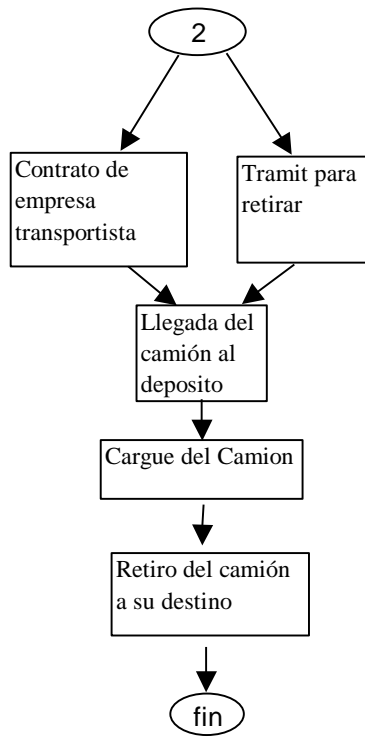 2
Contrato de
empresa
transportista
Tramit para
retirar
Llegada del
camión al
deposito
Cargue del Camion
Retiro del camión
a su destino
fin